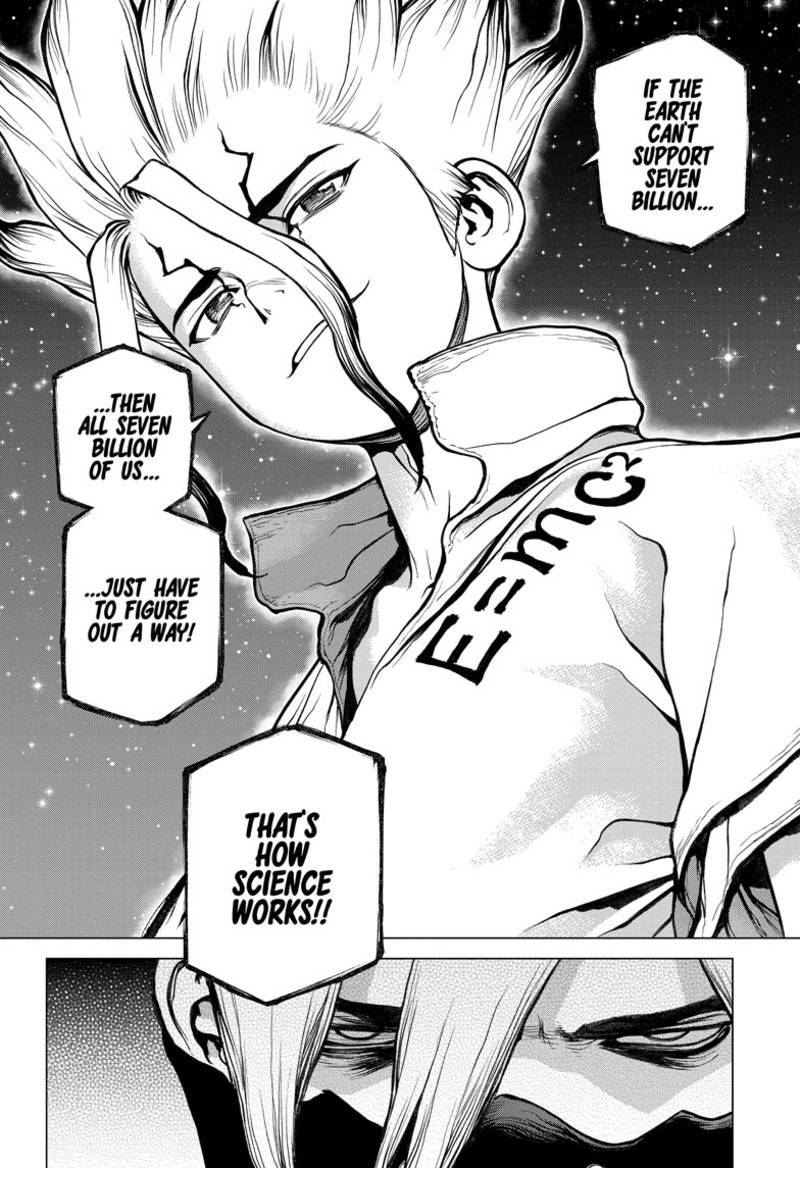 IF THE
EARTH
CAN'T
SUPPORT
SEVEN
BILLION...
...THEN
ALL SEVEN
BILLION
OF US...
...JUST HAVE
TO FIGURE
OUT A WAY!
E=mc²
THAT'S
HOW
SCIENCE
WORKS!!